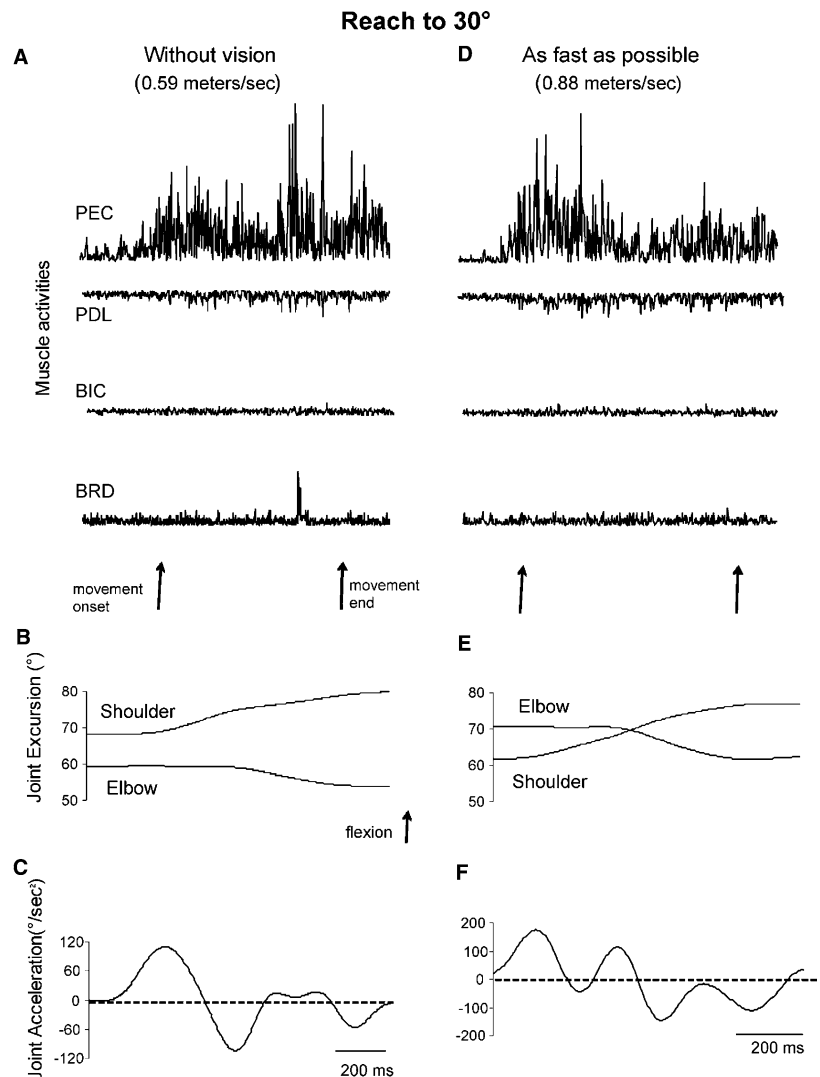 Reach to 30°
A
Without vision
(0.59 meters/sec)
D
As fast as possible
(0.88 meters/sec)
Muscle activities
PEC
PDL
BIC
BRD
movement
onset
movement
end
B
Joint Excursion (°)
80
70
60
50
Shoulder
Elbow
flexion
E
80
70
60
50
Elbow
Shoulder
C
Joint Acceleration(°/sec²)
120
60
0
-60
-120
200 ms
F
200
100
0
-100
-200
200 ms